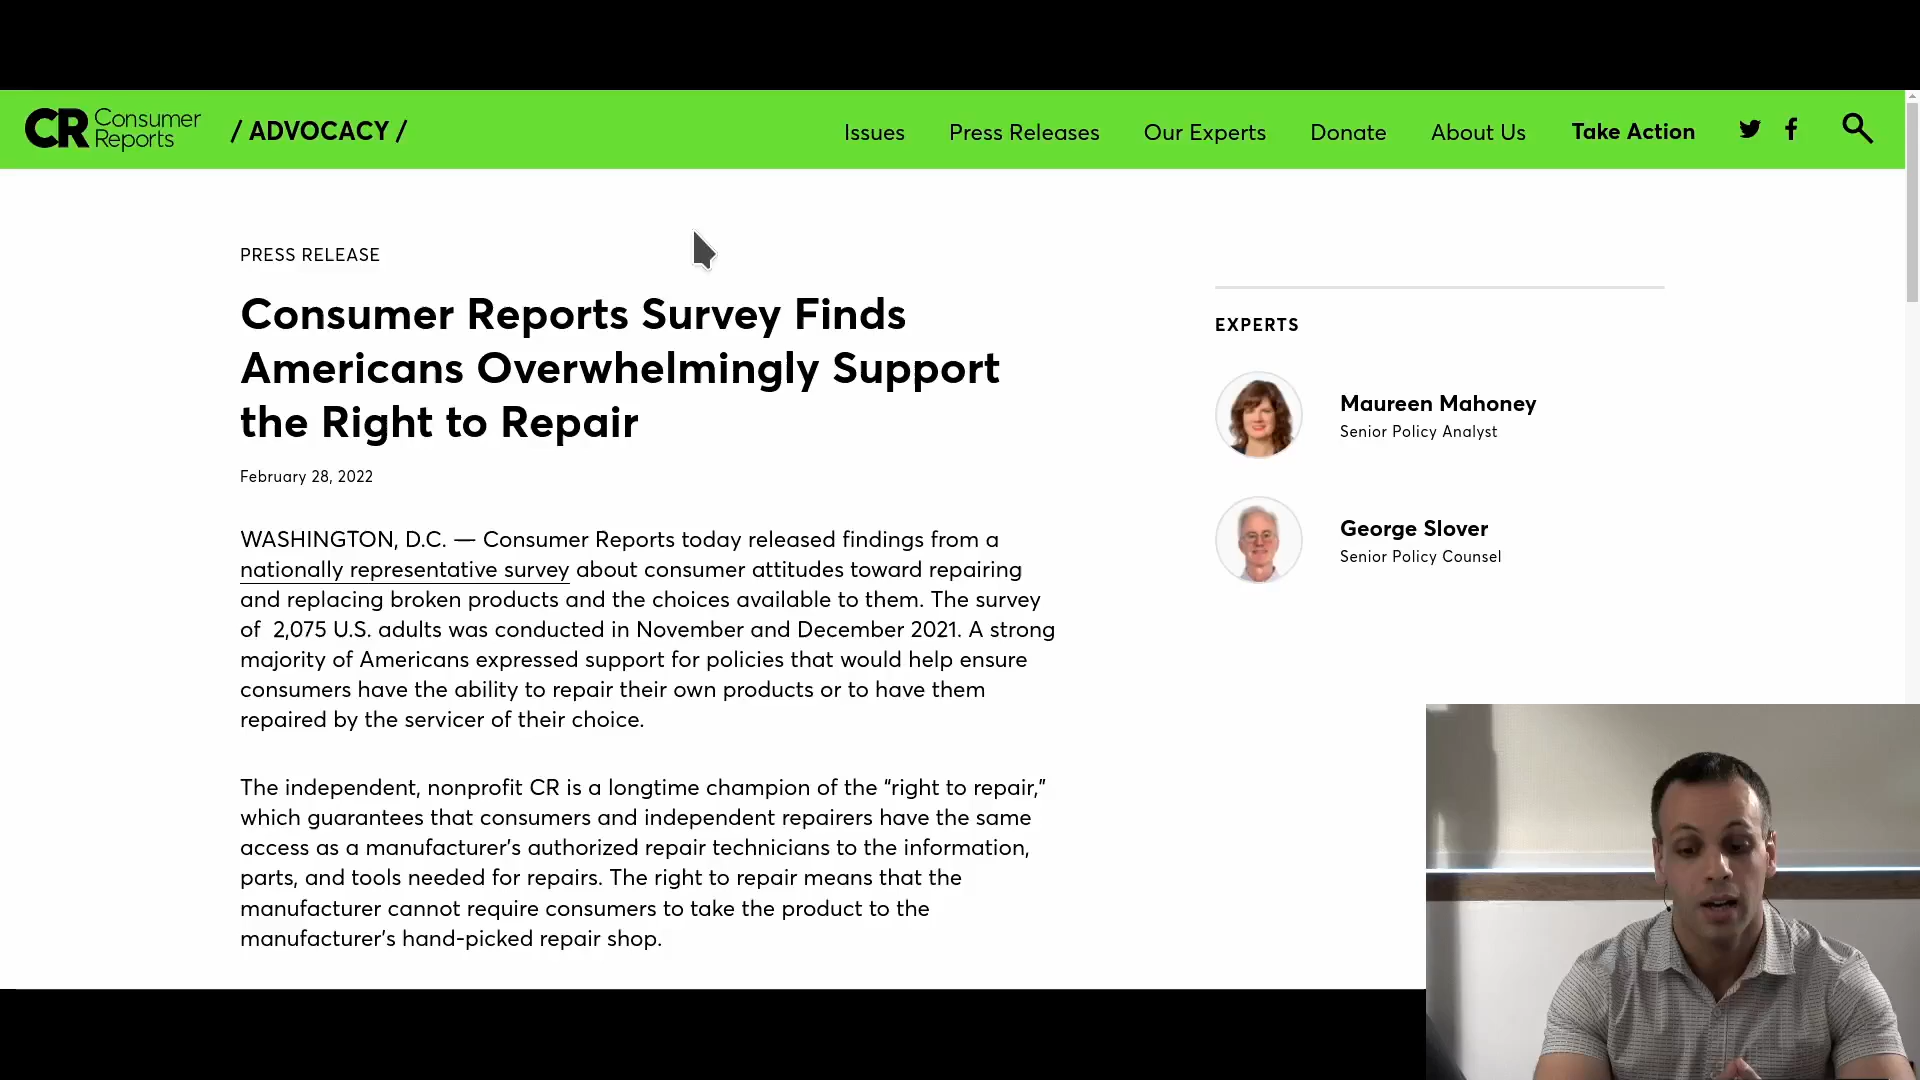 CR Consumer Reports
/ ADVOCACY /
Issues
Press Releases
Our Experts
Donate
About Us
Take Action
PRESS RELEASE
Consumer Reports Survey Finds
Americans Overwhelmingly Support
the Right to Repair
February 28, 2022
WASHINGTON, D.C. — Consumer Reports today released findings from a
nationally representative survey about consumer attitudes toward repairing
and replacing broken products and the choices available to them. The survey
of  2,075 U.S. adults was conducted in November and December 2021. A strong
majority of Americans expressed support for policies that would help ensure
consumers have the ability to repair their own products or to have them
repaired by the servicer of their choice.
The independent, nonprofit CR is a longtime champion of the “right to repair,”
which guarantees that consumers and independent repairers have the same
access as a manufacturer’s authorized repair technicians to the information,
parts, and tools needed for repairs. The right to repair means that the
manufacturer cannot require consumers to take the product to the
manufacturer’s hand-picked repair shop.
EXPERTS
Maureen Mahoney
Senior Policy Analyst
George Slover
Senior Policy Counsel